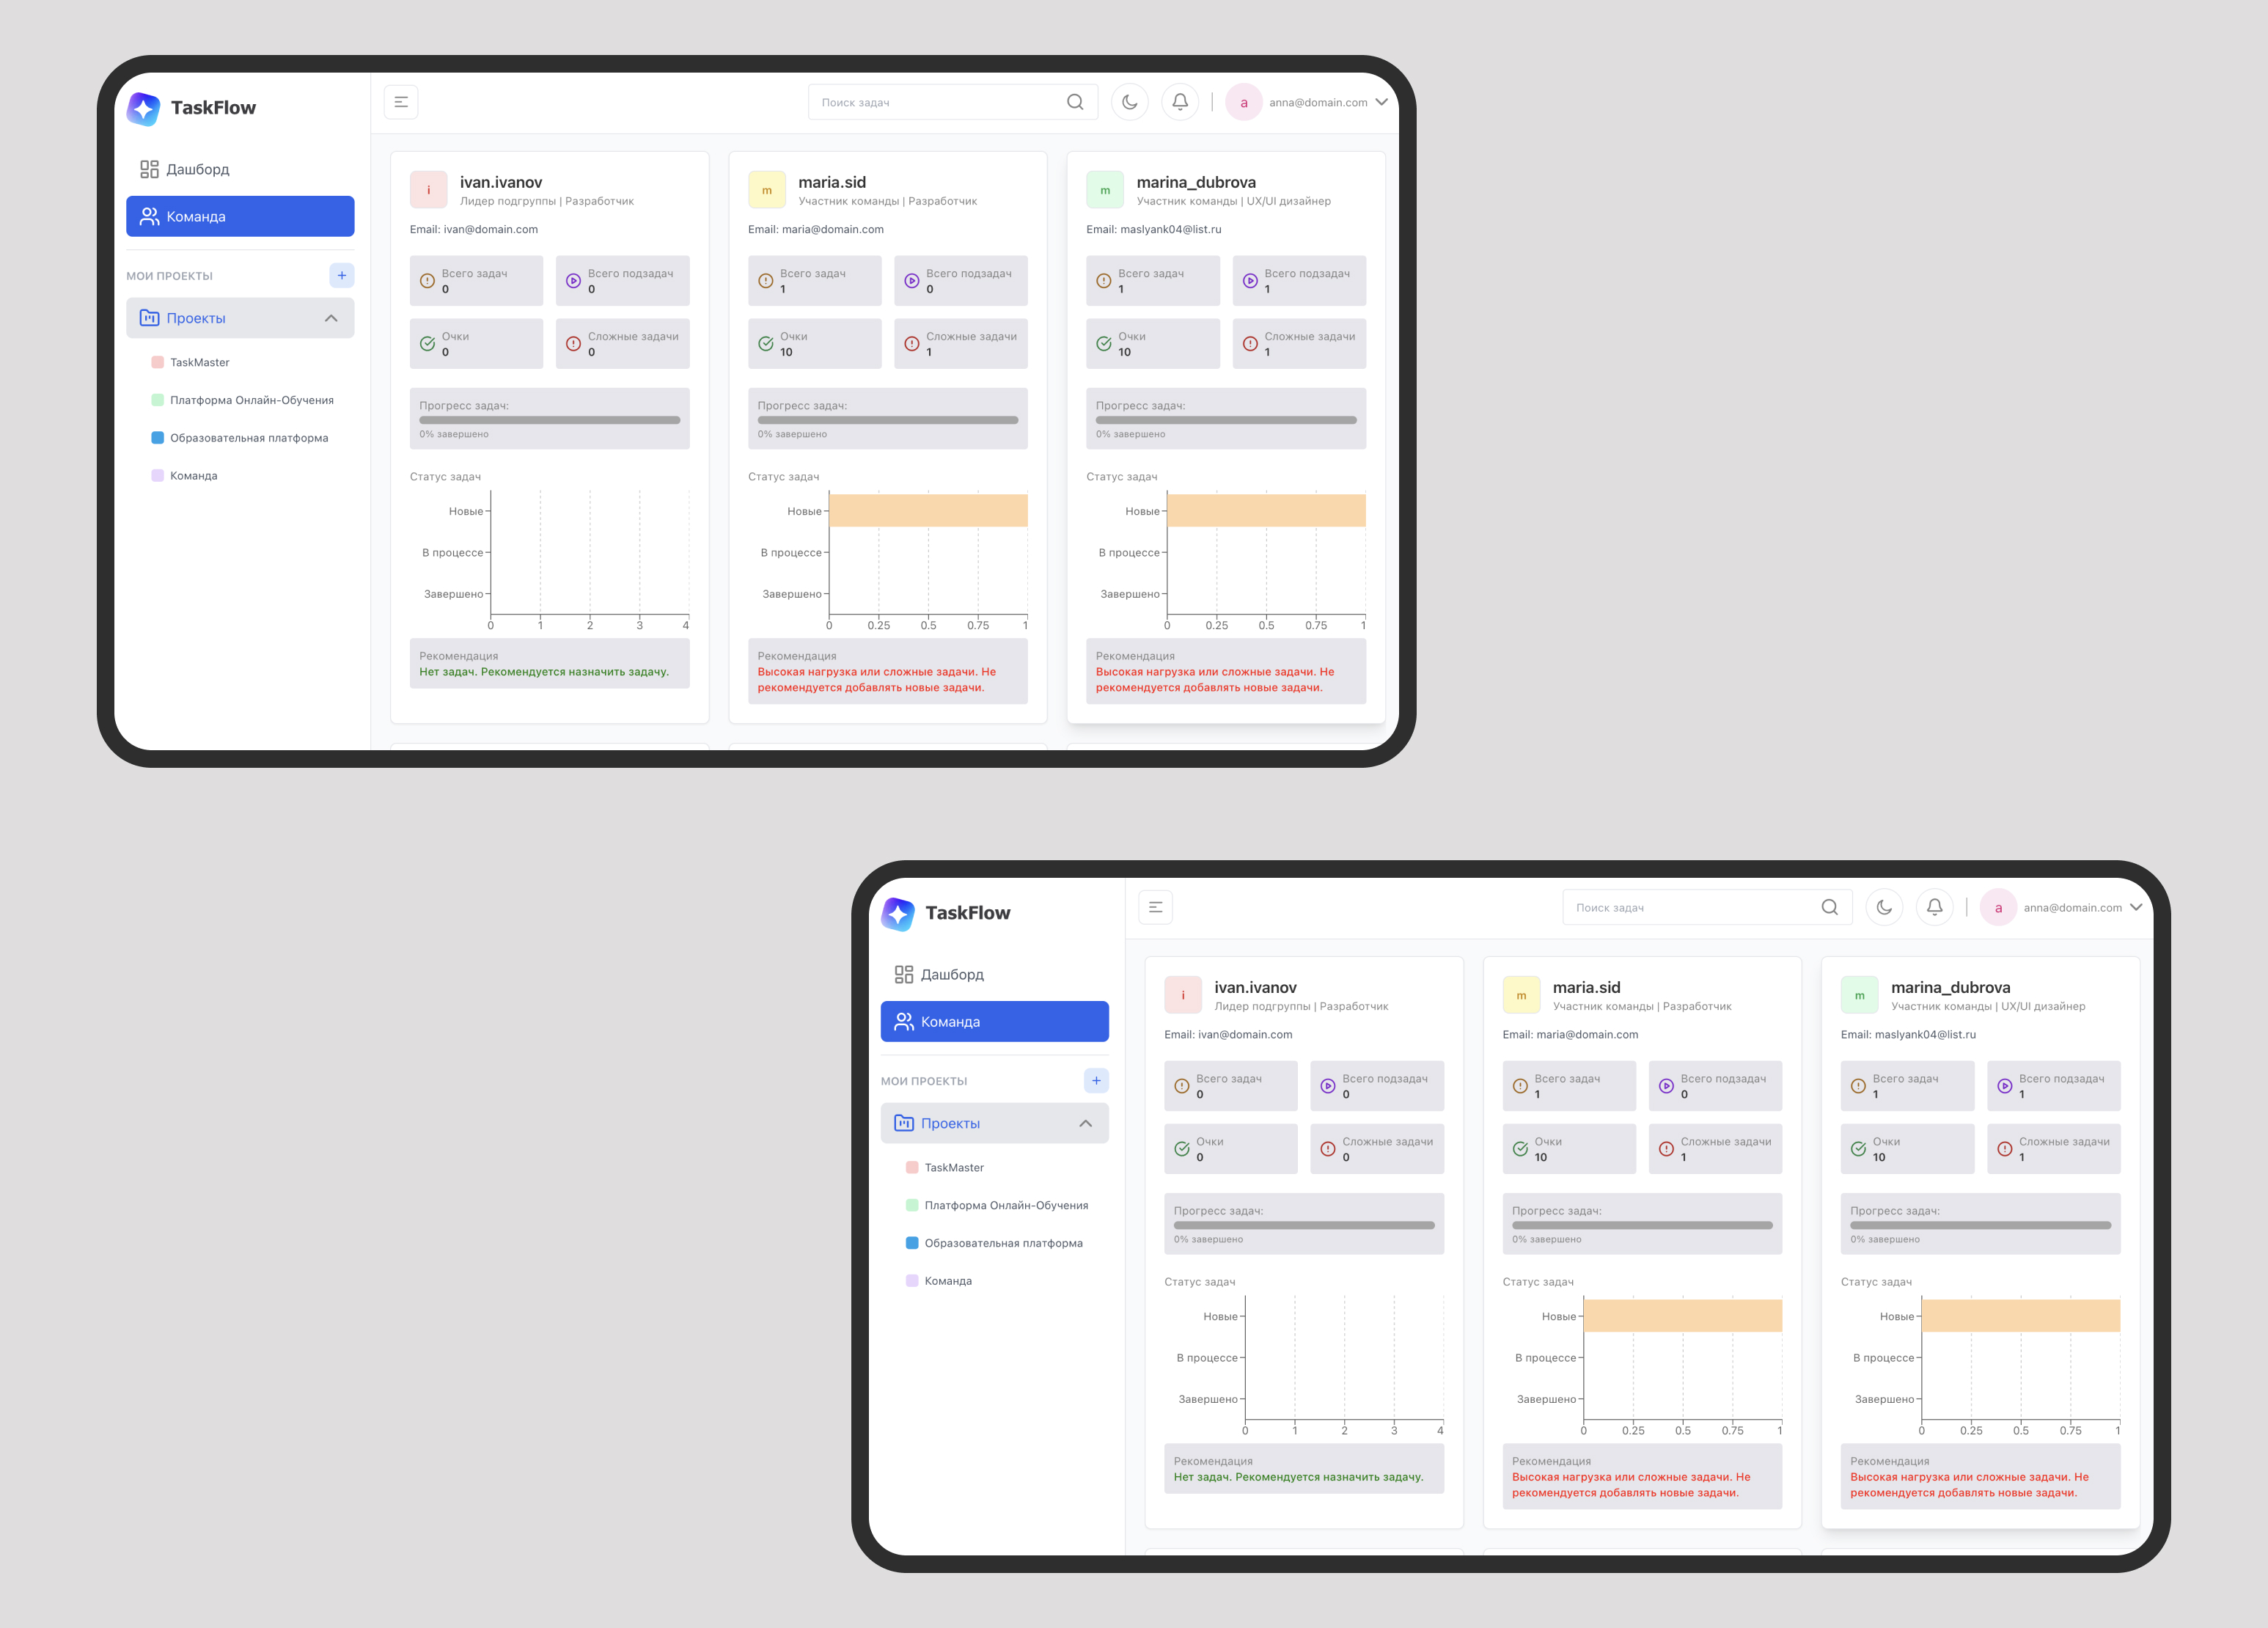 TaskFlow
Дашборд
Команда
МОИ ПРОЕКТЫ
+
Проекты
TaskMaster
Платформа Онлайн-Обучения
Образовательная платформа
Команда
Поиск задач
a
anna@domain.com
i
ivan.ivanov
Лидер подгруппы | Разработчик
Email: ivan@domain.com
Всего задач
0
Всего подзадач
0
Очки
0
Сложные задачи
0
Прогресс задач:
0% завершено
Статус задач
Новые
В процессе
Завершено
0 1 2 3 4
Рекомендация
Нет задач. Рекомендуется назначить задачу.
m
maria.sid
Участник команды | Разработчик
Email: maria@domain.com
Всего задач
1
Всего подзадач
0
Очки
10
Сложные задачи
1
Прогресс задач:
0% завершено
Статус задач
Новые
В процессе
Завершено
0 0.25 0.5 0.75 1
Рекомендация
Высокая нагрузка или сложные задачи. Не
рекомендуется добавлять новые задачи.
m
marina_dubrova
Участник команды | UX/UI дизайнер
Email: maslyank04@list.ru
Всего задач
1
Всего подзадач
1
Очки
10
Сложные задачи
1
Прогресс задач:
0% завершено
Статус задач
Новые
В процессе
Завершено
0 0.25 0.5 0.75 1
Рекомендация
Высокая нагрузка или сложные задачи. Не
рекомендуется добавлять новые задачи.
TaskFlow
Дашборд
Команда
МОИ ПРОЕКТЫ
+
Проекты
TaskMaster
Платформа Онлайн-Обучения
Образовательная платформа
Команда
Поиск задач
a
anna@domain.com
i
ivan.ivanov
Лидер подгруппы | Разработчик
Email: ivan@domain.com
Всего задач
0
Всего подзадач
0
Очки
0
Сложные задачи
0
Прогресс задач:
0% завершено
Статус задач
Новые
В процессе
Завершено
0 1 2 3 4
Рекомендация
Нет задач. Рекомендуется назначить задачу.
m
maria.sid
Участник команды | Разработчик
Email: maria@domain.com
Всего задач
1
Всего подзадач
0
Очки
10
Сложные задачи
1
Прогресс задач:
0% завершено
Статус задач
Новые
В процессе
Завершено
0 0.25 0.5 0.75 1
Рекомендация
Высокая нагрузка или сложные задачи. Не
рекомендуется добавлять новые задачи.
m
marina_dubrova
Участник команды | UX/UI дизайнер
Email: maslyank04@list.ru
Всего задач
1
Всего подзадач
1
Очки
10
Сложные задачи
1
Прогресс задач:
0% завершено
Статус задач
Новые
В процессе
Завершено
0 0.25 0.5 0.75 1
Рекомендация
Высокая нагрузка или сложные задачи. Не
рекомендуется добавлять новые задачи.